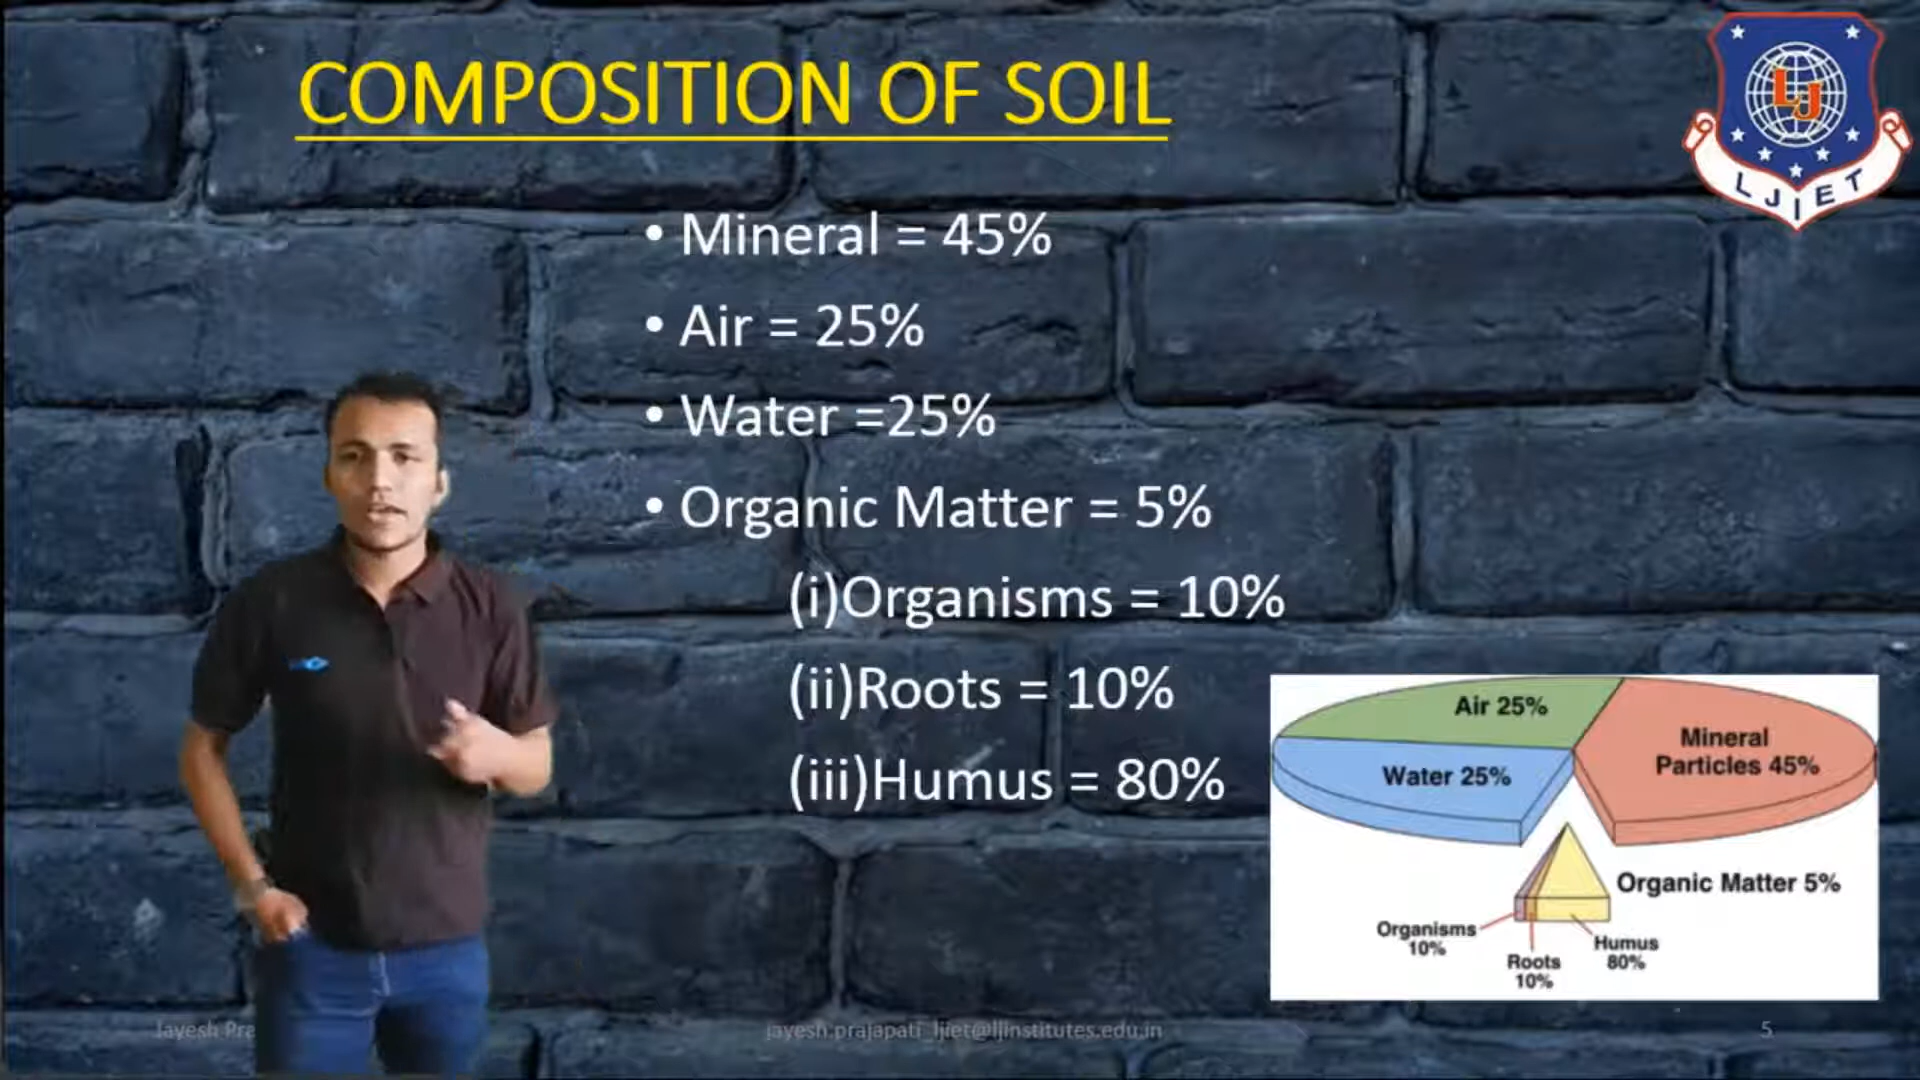 COMPOSITION OF SOIL
LJ
LJIET
• Mineral = 45%
• Air = 25%
• Water =25%
• Organic Matter = 5%
(i)Organisms = 10%
(ii)Roots = 10%
(iii)Humus = 80%
Air 25%
Mineral
Particles 45%
Water 25%
Organic Matter 5%
Organisms
10%
Roots
10%
Humus
80%
Jayesh Pra
jayesh.prajapati_ljiet@ljinstitutes.edu.in
5